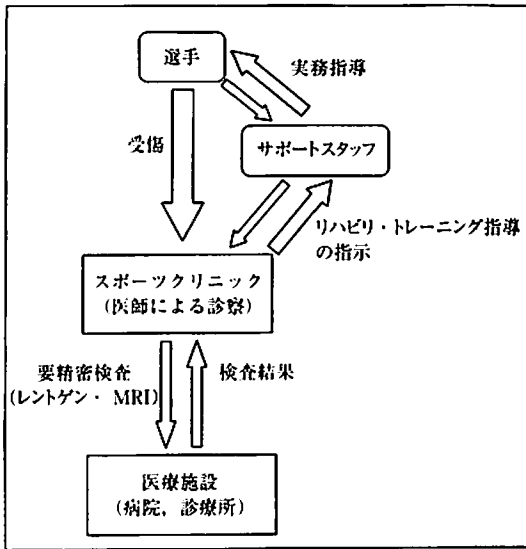 選手
実務指導
受傷
サポートスタッフ
リハビリ・トレーニング指導
の指示
スポーツクリニック
(医師による診察)
要精密検査
(レントゲン・ MRI)
検査結果
医療施設
(病院, 診療所)